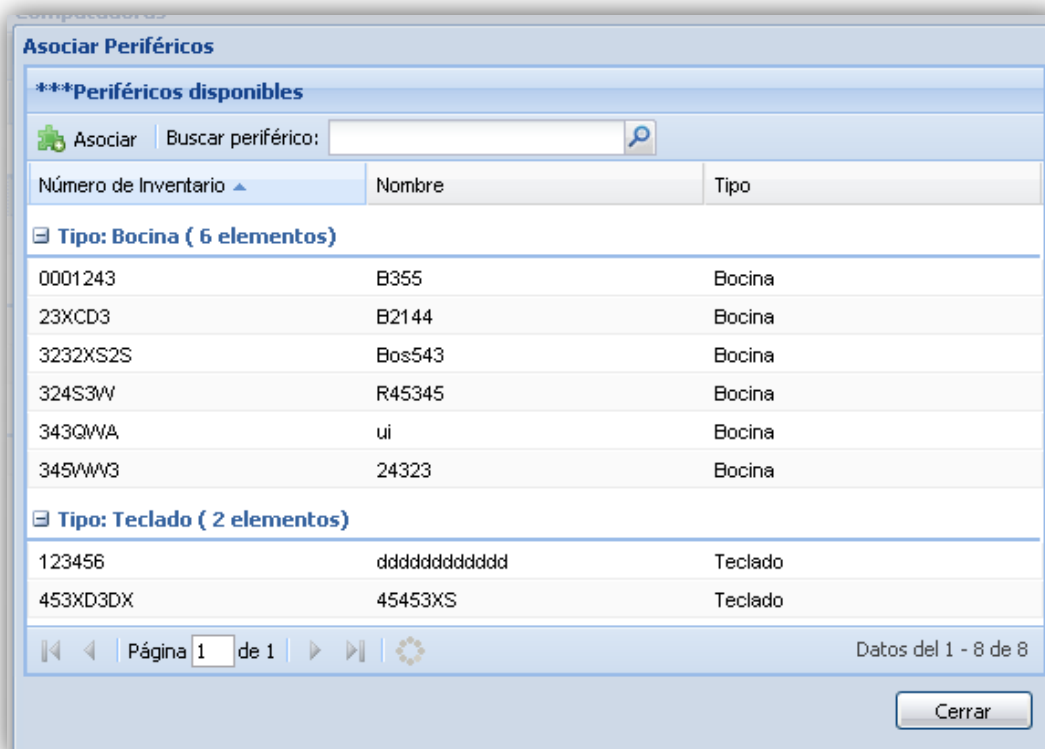 Computadoras
Asociar Periféricos
***Periféricos disponibles
Asociar Buscar periférico:
Número de Inventario Nombre Tipo
Tipo: Bocina ( 6 elementos)
0001243 B355 Bocina
23XCD3 B2144 Bocina
3232XS2S Bos543 Bocina
324S3W R45345 Bocina
343QWA ui Bocina
345WW3 24323 Bocina
Tipo: Teclado ( 2 elementos)
123456 dddddddddddd Teclado
453XD3DX 45453XS Teclado
Página 1 de 1 Datos del 1 - 8 de 8
Cerrar